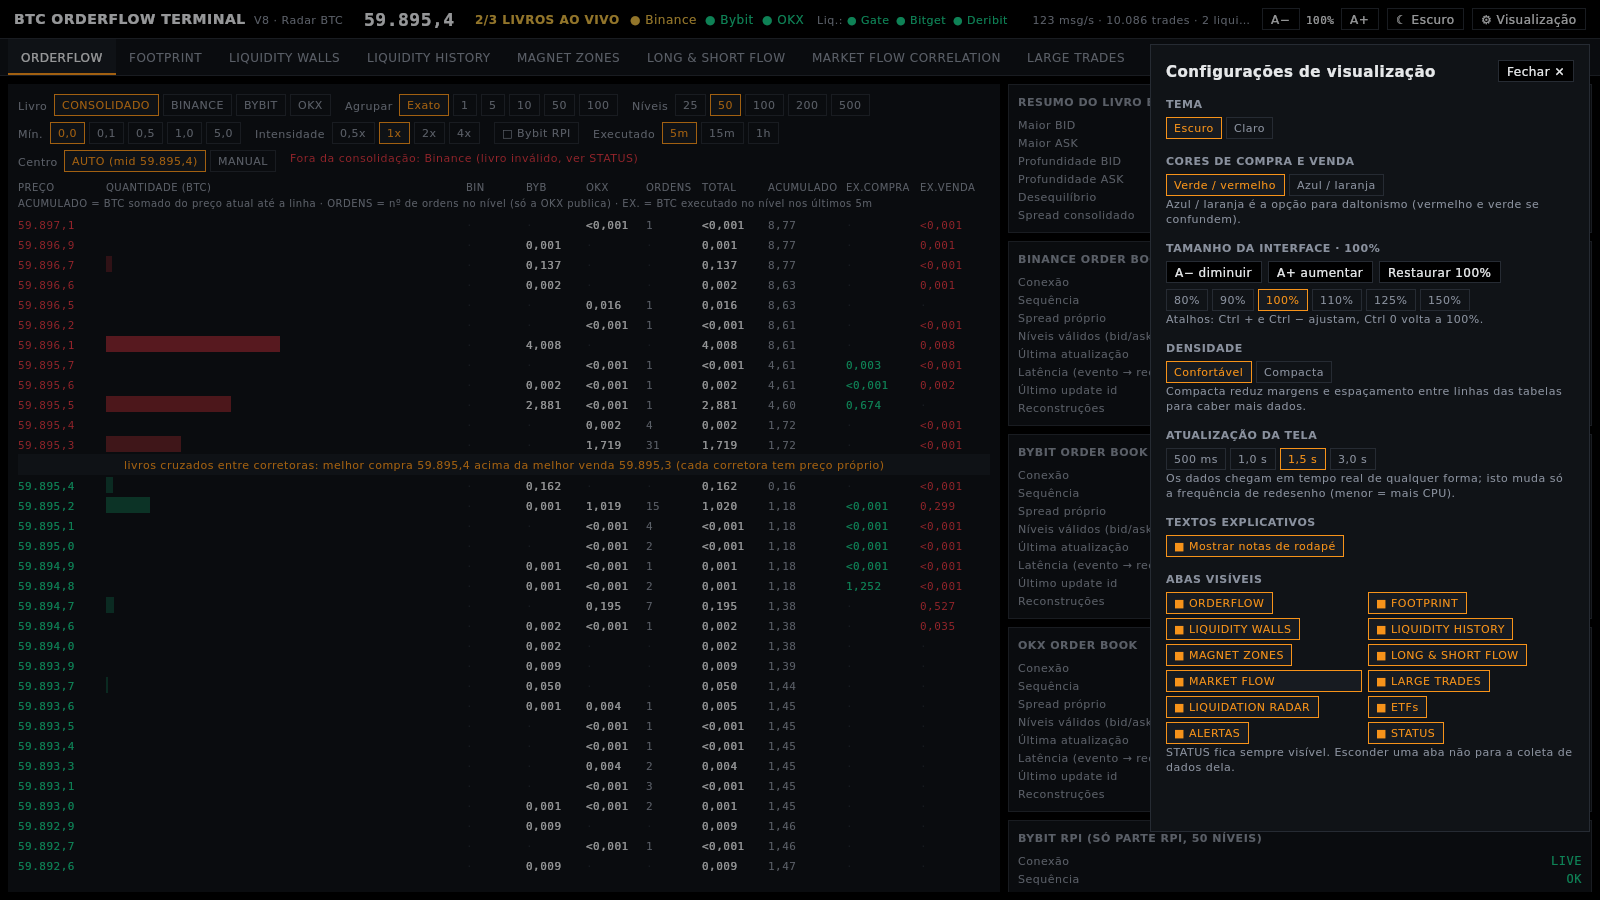 BTC ORDERFLOW TERMINAL V8 · Radar BTC 59.895,4 2/3 LIVROS AO VIVO ● Binance ● Bybit ● OKX Liq.: ● Gate ● Bitget ● Deribit 123 msg/s · 10.086 trades · 2 liqui… A− 100% A+ ☾ Escuro ⚙ Visualização
ORDERFLOW FOOTPRINT LIQUIDITY WALLS LIQUIDITY HISTORY MAGNET ZONES LONG & SHORT FLOW MARKET FLOW CORRELATION LARGE TRADES
Livro CONSOLIDADO BINANCE BYBIT OKX Agrupar Exato 1 5 10 50 100 Níveis 25 50 100 200 500
Mín. 0,0 0,1 0,5 1,0 5,0 Intensidade 0,5x 1x 2x 4x □ Bybit RPI Executado 5m 15m 1h
Centro AUTO (mid 59.895,4) MANUAL Fora da consolidação: Binance (livro inválido, ver STATUS)
PREÇO QUANTIDADE (BTC) BIN BYB OKX ORDENS TOTAL ACUMULADO EX.COMPRA EX.VENDA
ACUMULADO = BTC somado do preço atual até a linha · ORDENS = nº de ordens no nível (só a OKX publica) · EX. = BTC executado no nível nos últimos 5m
59.897,1 <0,001 1 <0,001 8,77 <0,001
59.896,9 0,001 0,001 8,77 0,001
59.896,7 0,137 0,137 8,77 <0,001
59.896,6 0,002 0,002 8,63 0,001
59.896,5 0,016 1 0,016 8,63
59.896,2 <0,001 1 <0,001 8,61 <0,001
59.896,1 4,008 4,008 8,61 0,008
59.895,7 <0,001 1 <0,001 4,61 0,003 <0,001
59.895,6 0,002 <0,001 1 0,002 4,61 <0,001 0,002
59.895,5 2,881 <0,001 1 2,881 4,60 0,674
59.895,4 0,002 4 0,002 1,72 <0,001
59.895,3 1,719 31 1,719 1,72 <0,001
livros cruzados entre corretoras: melhor compra 59.895,4 acima da melhor venda 59.895,3 (cada corretora tem preço próprio)
59.895,4 0,162 0,162 0,16 <0,001
59.895,2 0,001 1,019 15 1,020 1,18 <0,001 0,299
59.895,1 <0,001 4 <0,001 1,18 <0,001 <0,001
59.895,0 <0,001 2 <0,001 1,18 <0,001 <0,001
59.894,9 0,001 <0,001 1 0,001 1,18 <0,001 <0,001
59.894,8 0,001 <0,001 2 0,001 1,18 1,252 <0,001
59.894,7 0,195 7 0,195 1,38 0,527
59.894,6 0,002 <0,001 1 0,002 1,38 0,035
59.894,0 0,002 0,002 1,38
59.893,9 0,009 0,009 1,39
59.893,7 0,050 0,050 1,44
59.893,6 0,001 0,004 1 0,005 1,45
59.893,5 <0,001 1 <0,001 1,45
59.893,4 <0,001 1 <0,001 1,45
59.893,3 0,004 2 0,004 1,45
59.893,1 <0,001 3 <0,001 1,45
59.893,0 0,001 <0,001 2 0,001 1,45
59.892,9 0,009 0,009 1,46
59.892,7 <0,001 1 <0,001 1,46
59.892,6 0,009 0,009 1,47
RESUMO DO LIVRO
Maior BID
Maior ASK
Profundidade BID
Profundidade ASK
Desequilíbrio
Spread consolidado
BINANCE ORDER BO
Conexão
Sequência
Spread próprio
Níveis válidos (bid/ask
Última atualização
Latência (evento → re
Último update id
Reconstruções
BYBIT ORDER BOOK
Conexão
Sequência
Spread próprio
Níveis válidos (bid/ask
Última atualização
Latência (evento → re
Último update id
Reconstruções
OKX ORDER BOOK
Conexão
Sequência
Spread próprio
Níveis válidos (bid/ask
Última atualização
Latência (evento → re
Último update id
Reconstruções
BYBIT RPI (SÓ PARTE RPI, 50 NÍVEIS)
Conexão LIVE
Sequência OK
Configurações de visualização Fechar ×
TEMA
Escuro Claro
CORES DE COMPRA E VENDA
Verde / vermelho Azul / laranja
Azul / laranja é a opção para daltonismo (vermelho e verde se
confundem).
TAMANHO DA INTERFACE · 100%
A− diminuir A+ aumentar Restaurar 100%
80% 90% 100% 110% 125% 150%
Atalhos: Ctrl + e Ctrl − ajustam, Ctrl 0 volta a 100%.
DENSIDADE
Confortável Compacta
Compacta reduz margens e espaçamento entre linhas das tabelas
para caber mais dados.
ATUALIZAÇÃO DA TELA
500 ms 1,0 s 1,5 s 3,0 s
Os dados chegam em tempo real de qualquer forma; isto muda só
a frequência de redesenho (menor = mais CPU).
TEXTOS EXPLICATIVOS
■ Mostrar notas de rodapé
ABAS VISÍVEIS
■ ORDERFLOW ■ FOOTPRINT
■ LIQUIDITY WALLS ■ LIQUIDITY HISTORY
■ MAGNET ZONES ■ LONG & SHORT FLOW
■ MARKET FLOW ■ LARGE TRADES
■ LIQUIDATION RADAR ■ ETFs
■ ALERTAS ■ STATUS
STATUS fica sempre visível. Esconder uma aba não para a coleta de
dados dela.